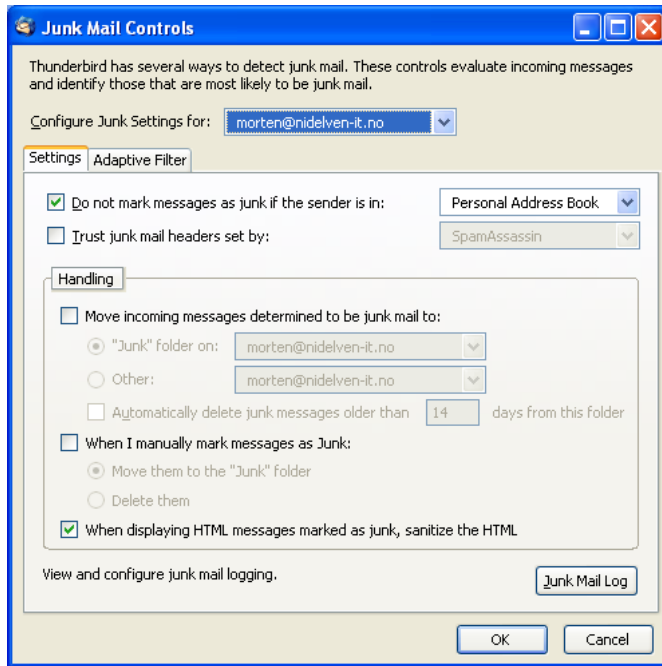 Junk Mail Controls
Thunderbird has several ways to detect junk mail. These controls evaluate incoming messages
and identify those that are most likely to be junk mail.
Configure Junk Settings for: morten@nidelven-it.no
Settings Adaptive Filter
Do not mark messages as junk if the sender is in: Personal Address Book
Trust junk mail headers set by: SpamAssassin
Handling
Move incoming messages determined to be junk mail to:
"Junk" folder on: morten@nidelven-it.no
Other: morten@nidelven-it.no
Automatically delete junk messages older than 14 days from this folder
When I manually mark messages as Junk:
Move them to the "Junk" folder
Delete them
When displaying HTML messages marked as junk, sanitize the HTML
View and configure junk mail logging. Junk Mail Log
OK Cancel